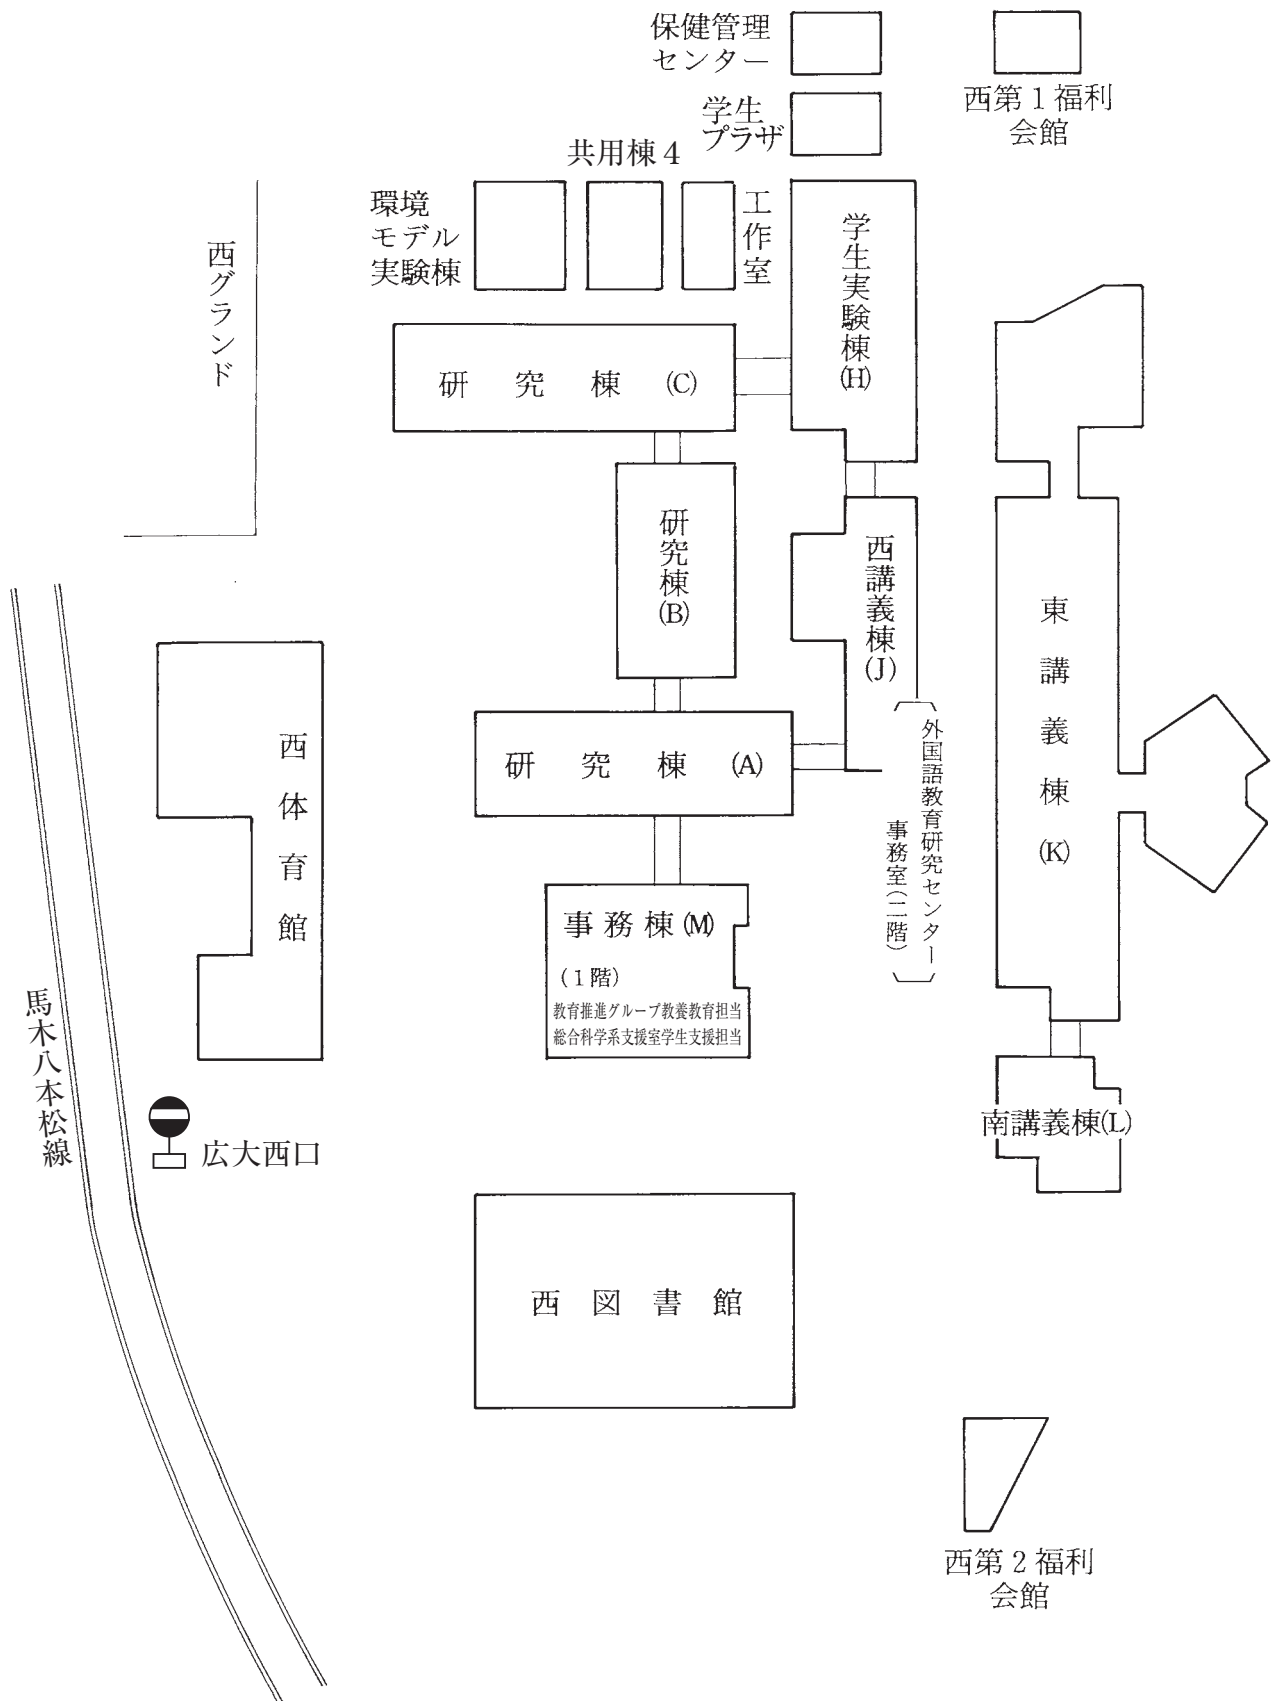 保健管理
センター
西第1福利
会館
学生
プラザ
共用棟4
環境
モデル
実験棟
工作室
学生実験棟(H)
西グランド
研究棟(C)
研究棟(B)
西講義棟(J)
東講義棟(K)
西体育館
研究棟(A)
外国語教育研究センター
事務室(二階)
事務棟(M)
(1階)
教育推進グループ教養教育担当
総合科学系支援室学生支援担当
馬木八本松線
広大西口
南講義棟(L)
西図書館
西第2福利
会館